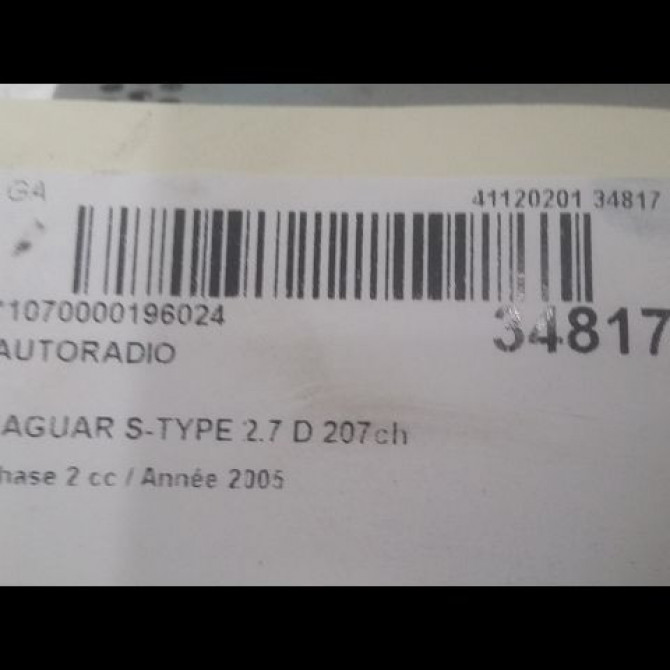 G4 41120201 34817
*1070000196024 34817
AUTORADIO
AGUAR S-TYPE 2.7 D 207ch
hase 2 cc / Année 2005